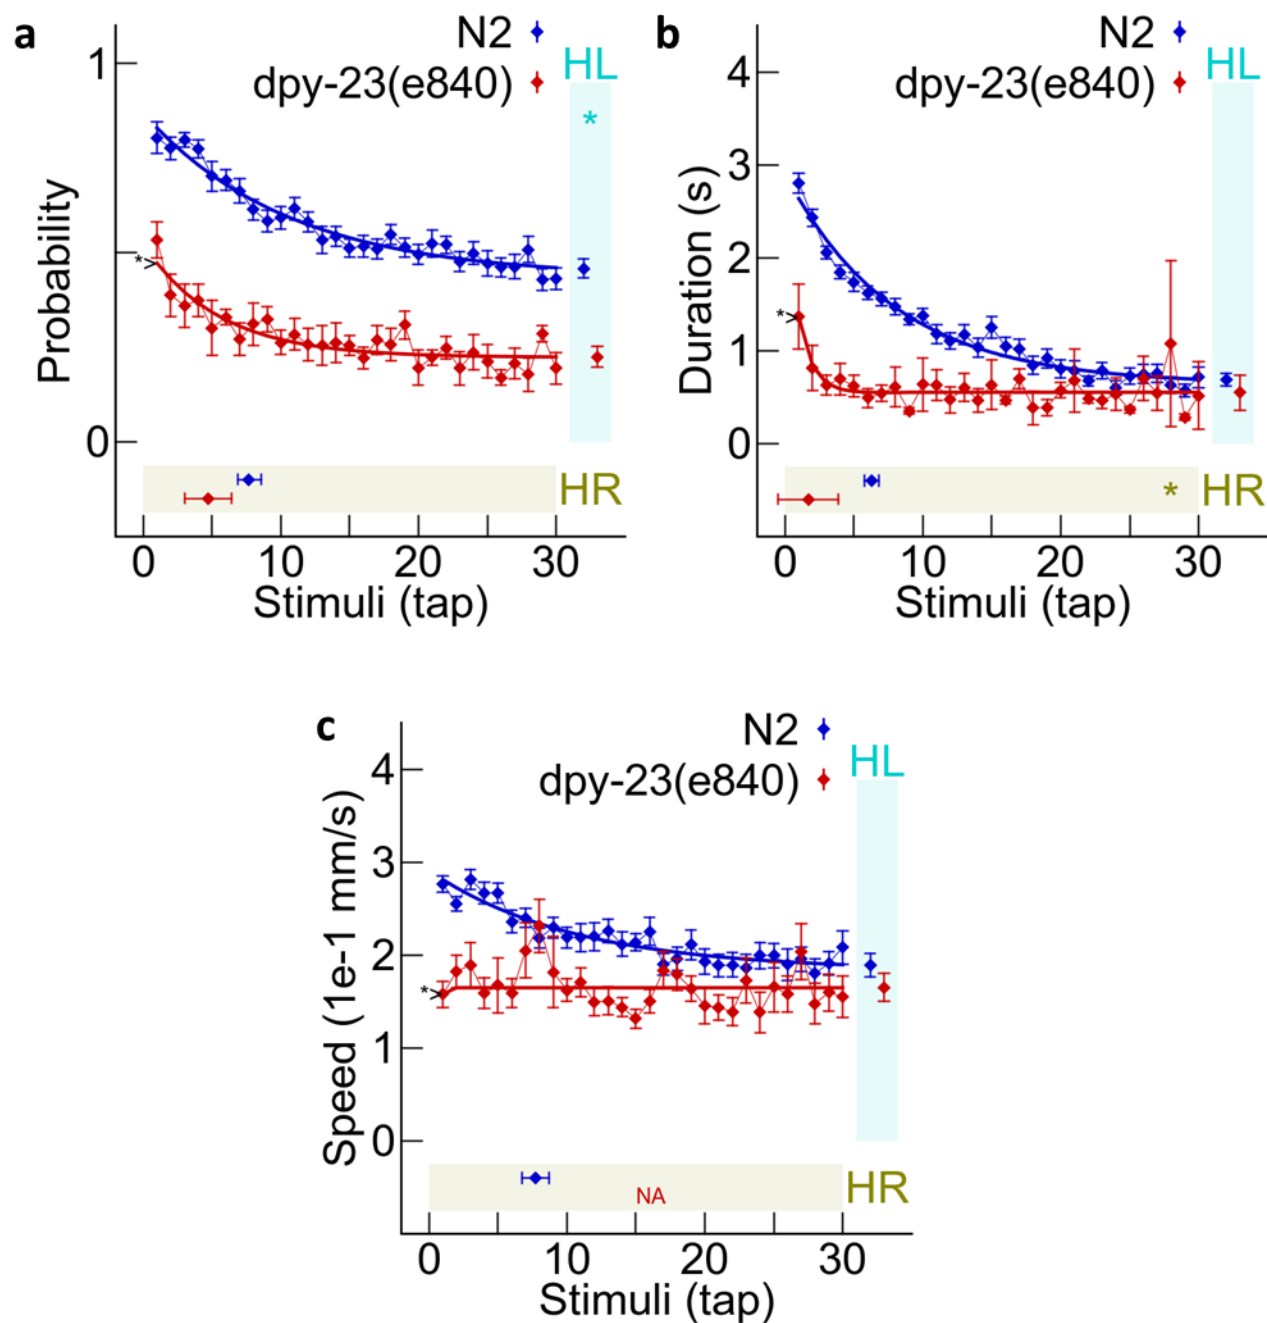 a
N2
dpy-23(e840)
HL
*
1
0
Probability
*>
HR
0 10 20 30
Stimuli (tap)
b
N2
dpy-23(e840)
HL
4
3
2
1
0
Duration (s)
*>
* HR
0 10 20 30
Stimuli (tap)
c
N2
dpy-23(e840)
HL
4
3
2
1
0
Speed (1e-1 mm/s)
*>
NA
HR
0 10 20 30
Stimuli (tap)